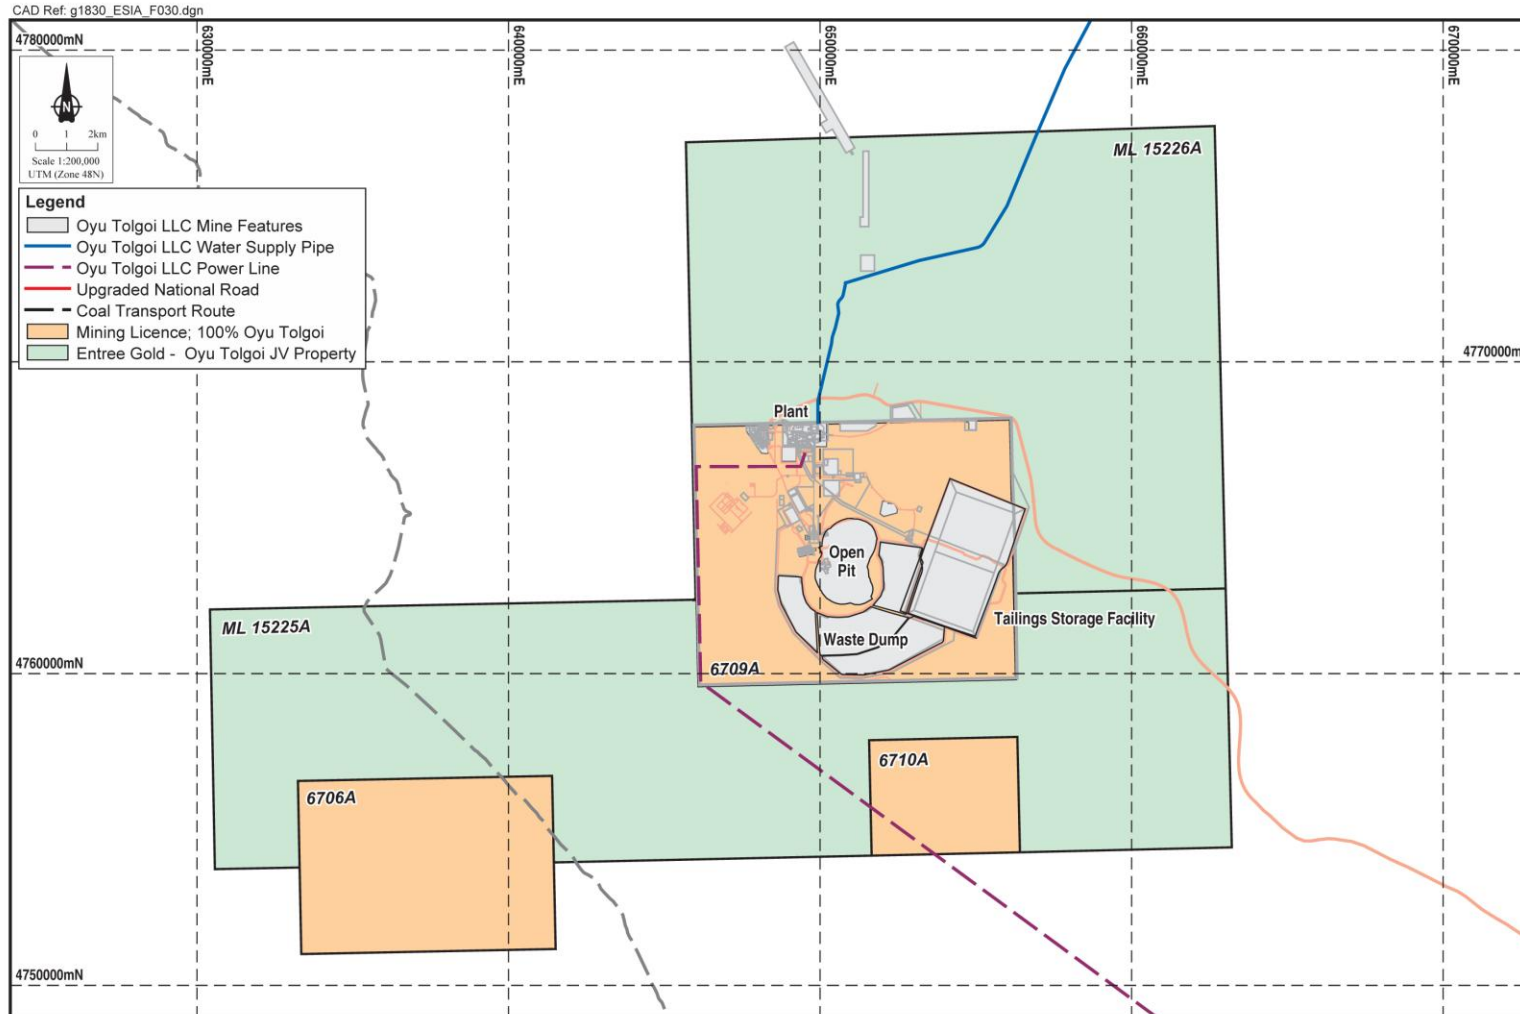 CAD Ref: g1830_ESIA_F030.dgn
4780000mN
630000mE
640000mE
650000mE
660000mE
670000mE
N
0 1 2km
Scale 1:200,000
UTM (Zone 48N)
ML 15226A
Legend
Oyu Tolgoi LLC Mine Features
Oyu Tolgoi LLC Water Supply Pipe
Oyu Tolgoi LLC Power Line
Upgraded National Road
Coal Transport Route
Mining Licence; 100% Oyu Tolgoi
Entree Gold - Oyu Tolgoi JV Property
4770000m
Plant
Open
Pit
ML 15225A
Tailings Storage Facility
Waste Dump
4760000mN
6709A
6710A
6706A
4750000mN